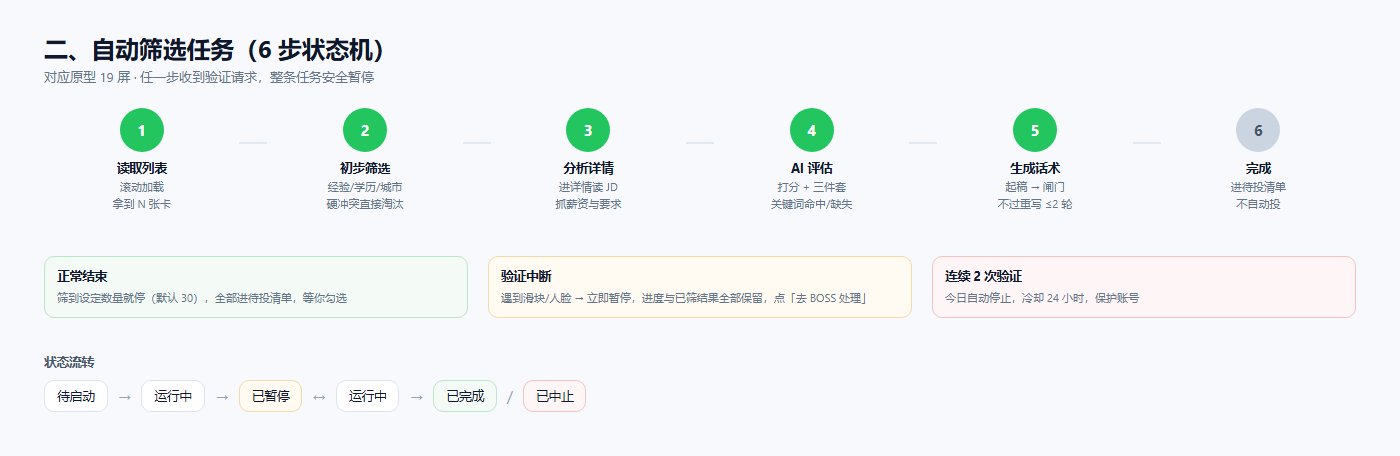 二、自动筛选任务（6 步状态机）
对应原型 19 屏 · 任一步收到验证请求，整条任务安全暂停
1
读取列表
滚动加载
拿到 N 张卡
2
初步筛选
经验/学历/城市
硬冲突直接淘汰
3
分析详情
进详情读 JD
抓薪资与要求
4
AI 评估
打分 + 三件套
关键词命中/缺失
5
生成话术
起稿 → 闸门
不过重写 ≤2 轮
6
完成
进待投清单
不自动投
正常结束
筛到设定数量就停（默认 30），全部进待投清单，等你勾选
验证中断
遇到滑块/人脸 → 立即暂停，进度与已筛结果全部保留，点「去 BOSS 处理」
连续 2 次验证
今日自动停止，冷却 24 小时，保护账号
状态流转
待启动 → 运行中 → 已暂停 ↔ 运行中 → 已完成 / 已中止